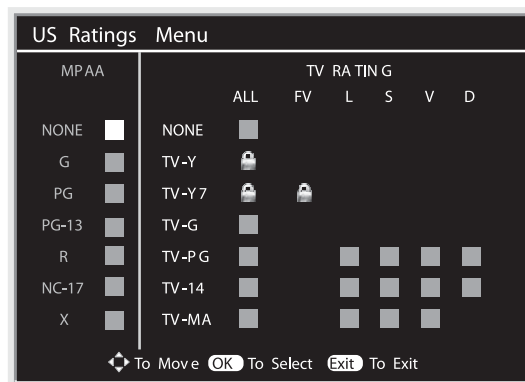 US Ratings Menu
MPAA TV RATING
ALL FV L S V D
NONE NONE
G TV-Y
PG TV-Y7
PG-13 TV-G
R TV-PG
NC-17 TV-14
X TV-MA
To Move OK To Select Exit To Exit